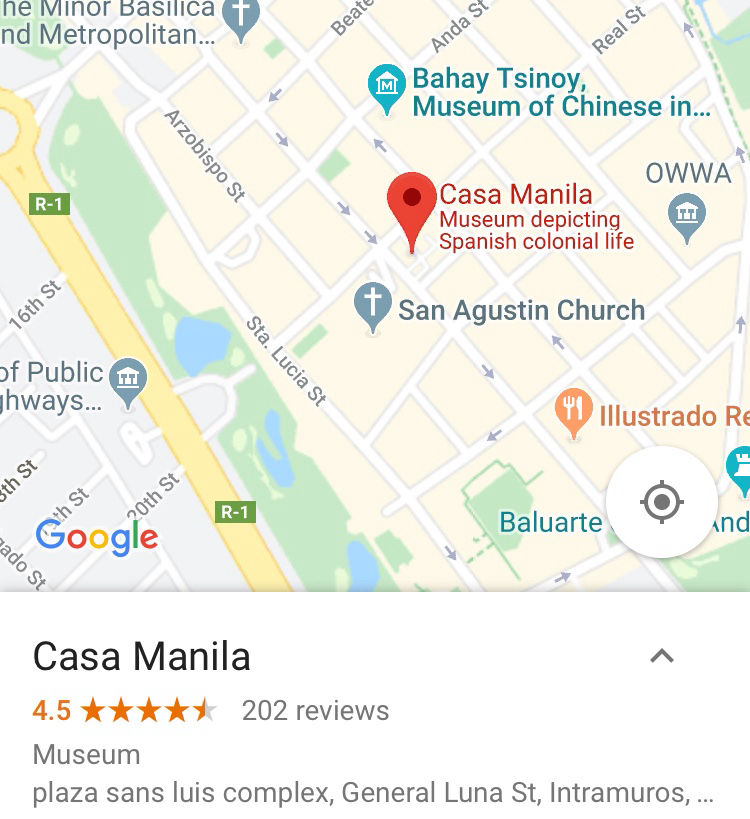 he Minor Basilica
nd Metropolitan...
Beate
Anda St
Real St
Bahay Tsinoy,
Museum of Chinese in...
Arzobispo St
OWWA
R-1
Casa Manila
Museum depicting
Spanish colonial life
16th St
San Agustin Church
Sta. Lucia St
of Public
ghways...
Illustrado Re
8th St
th St
20th St
R-1
Baluarte
And
Google
gado St
Casa Manila
4.5
202 reviews
Museum
plaza sans luis complex, General Luna St, Intramuros, ...